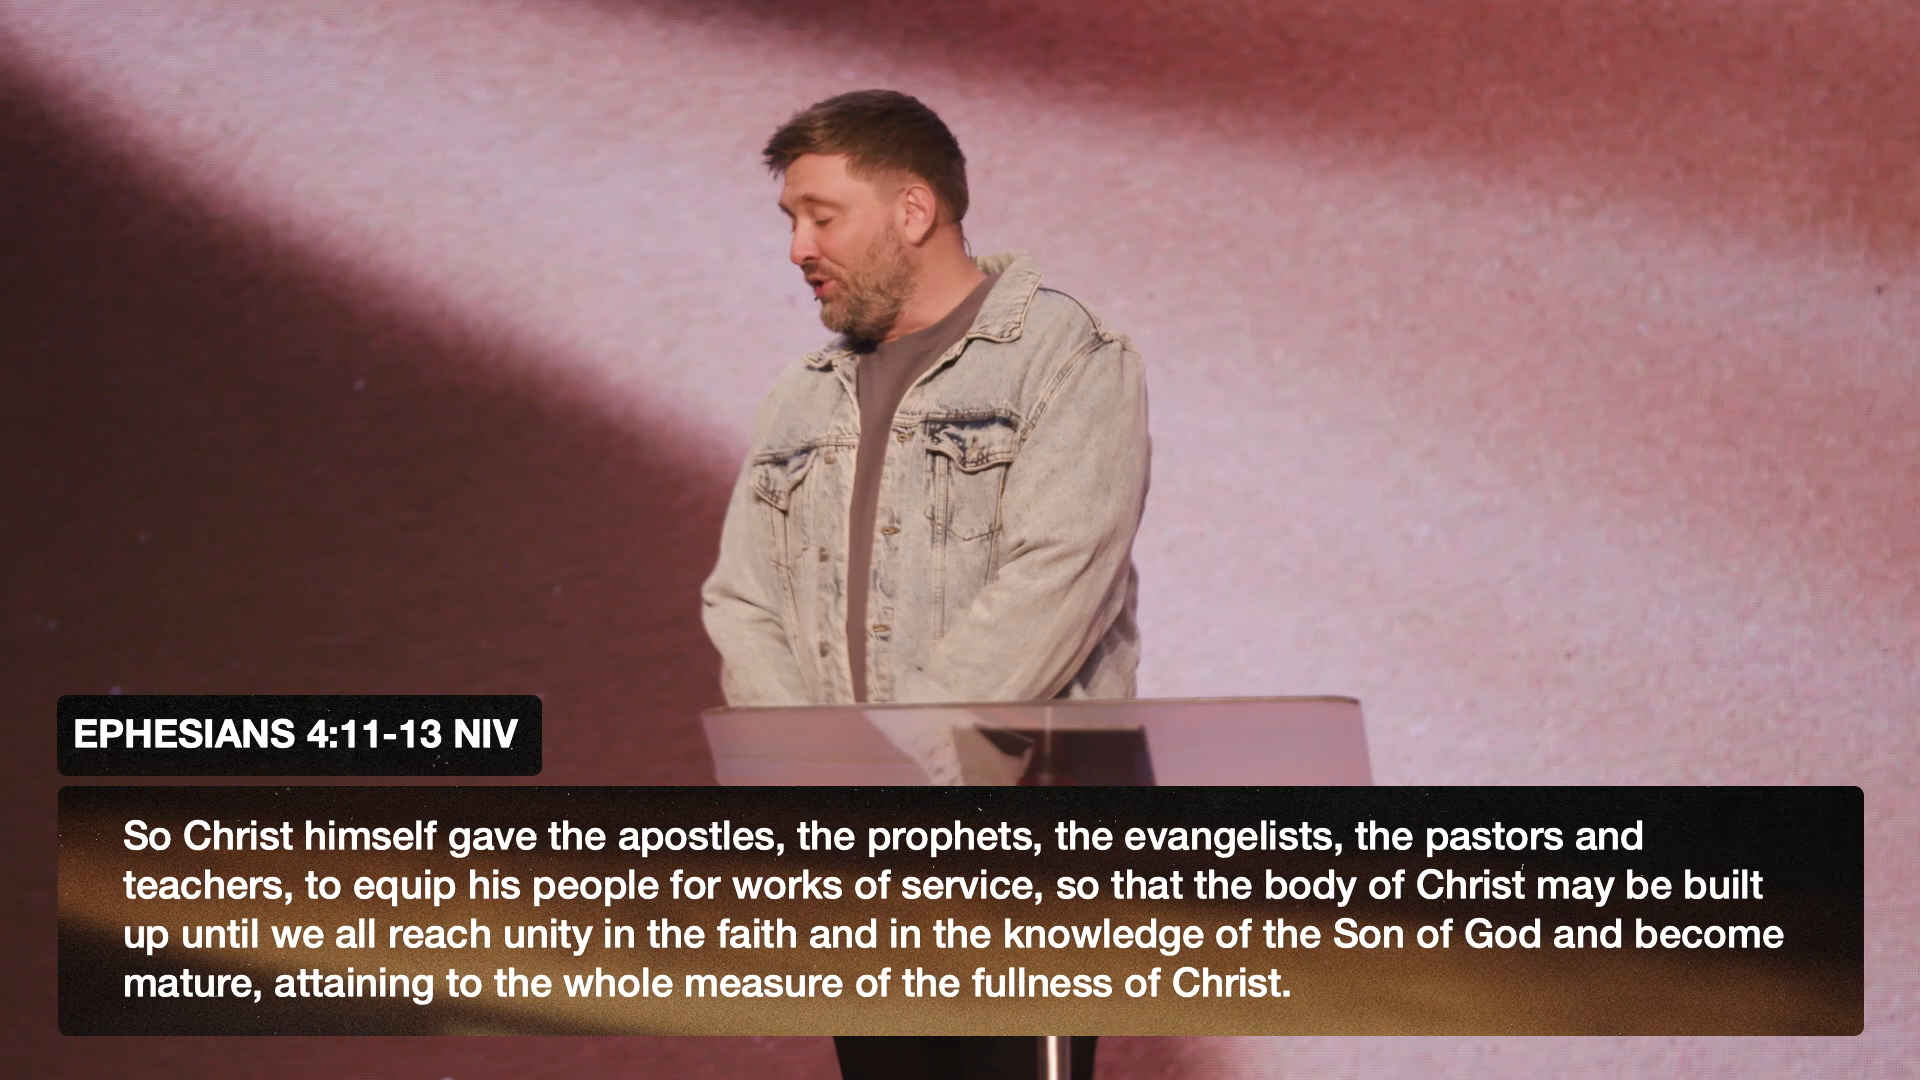 EPHESIANS 4:11-13 NIV
So Christ himself gave the apostles, the prophets, the evangelists, the pastors and
teachers, to equip his people for works of service, so that the body of Christ may be built
up until we all reach unity in the faith and in the knowledge of the Son of God and become
mature, attaining to the whole measure of the fullness of Christ.